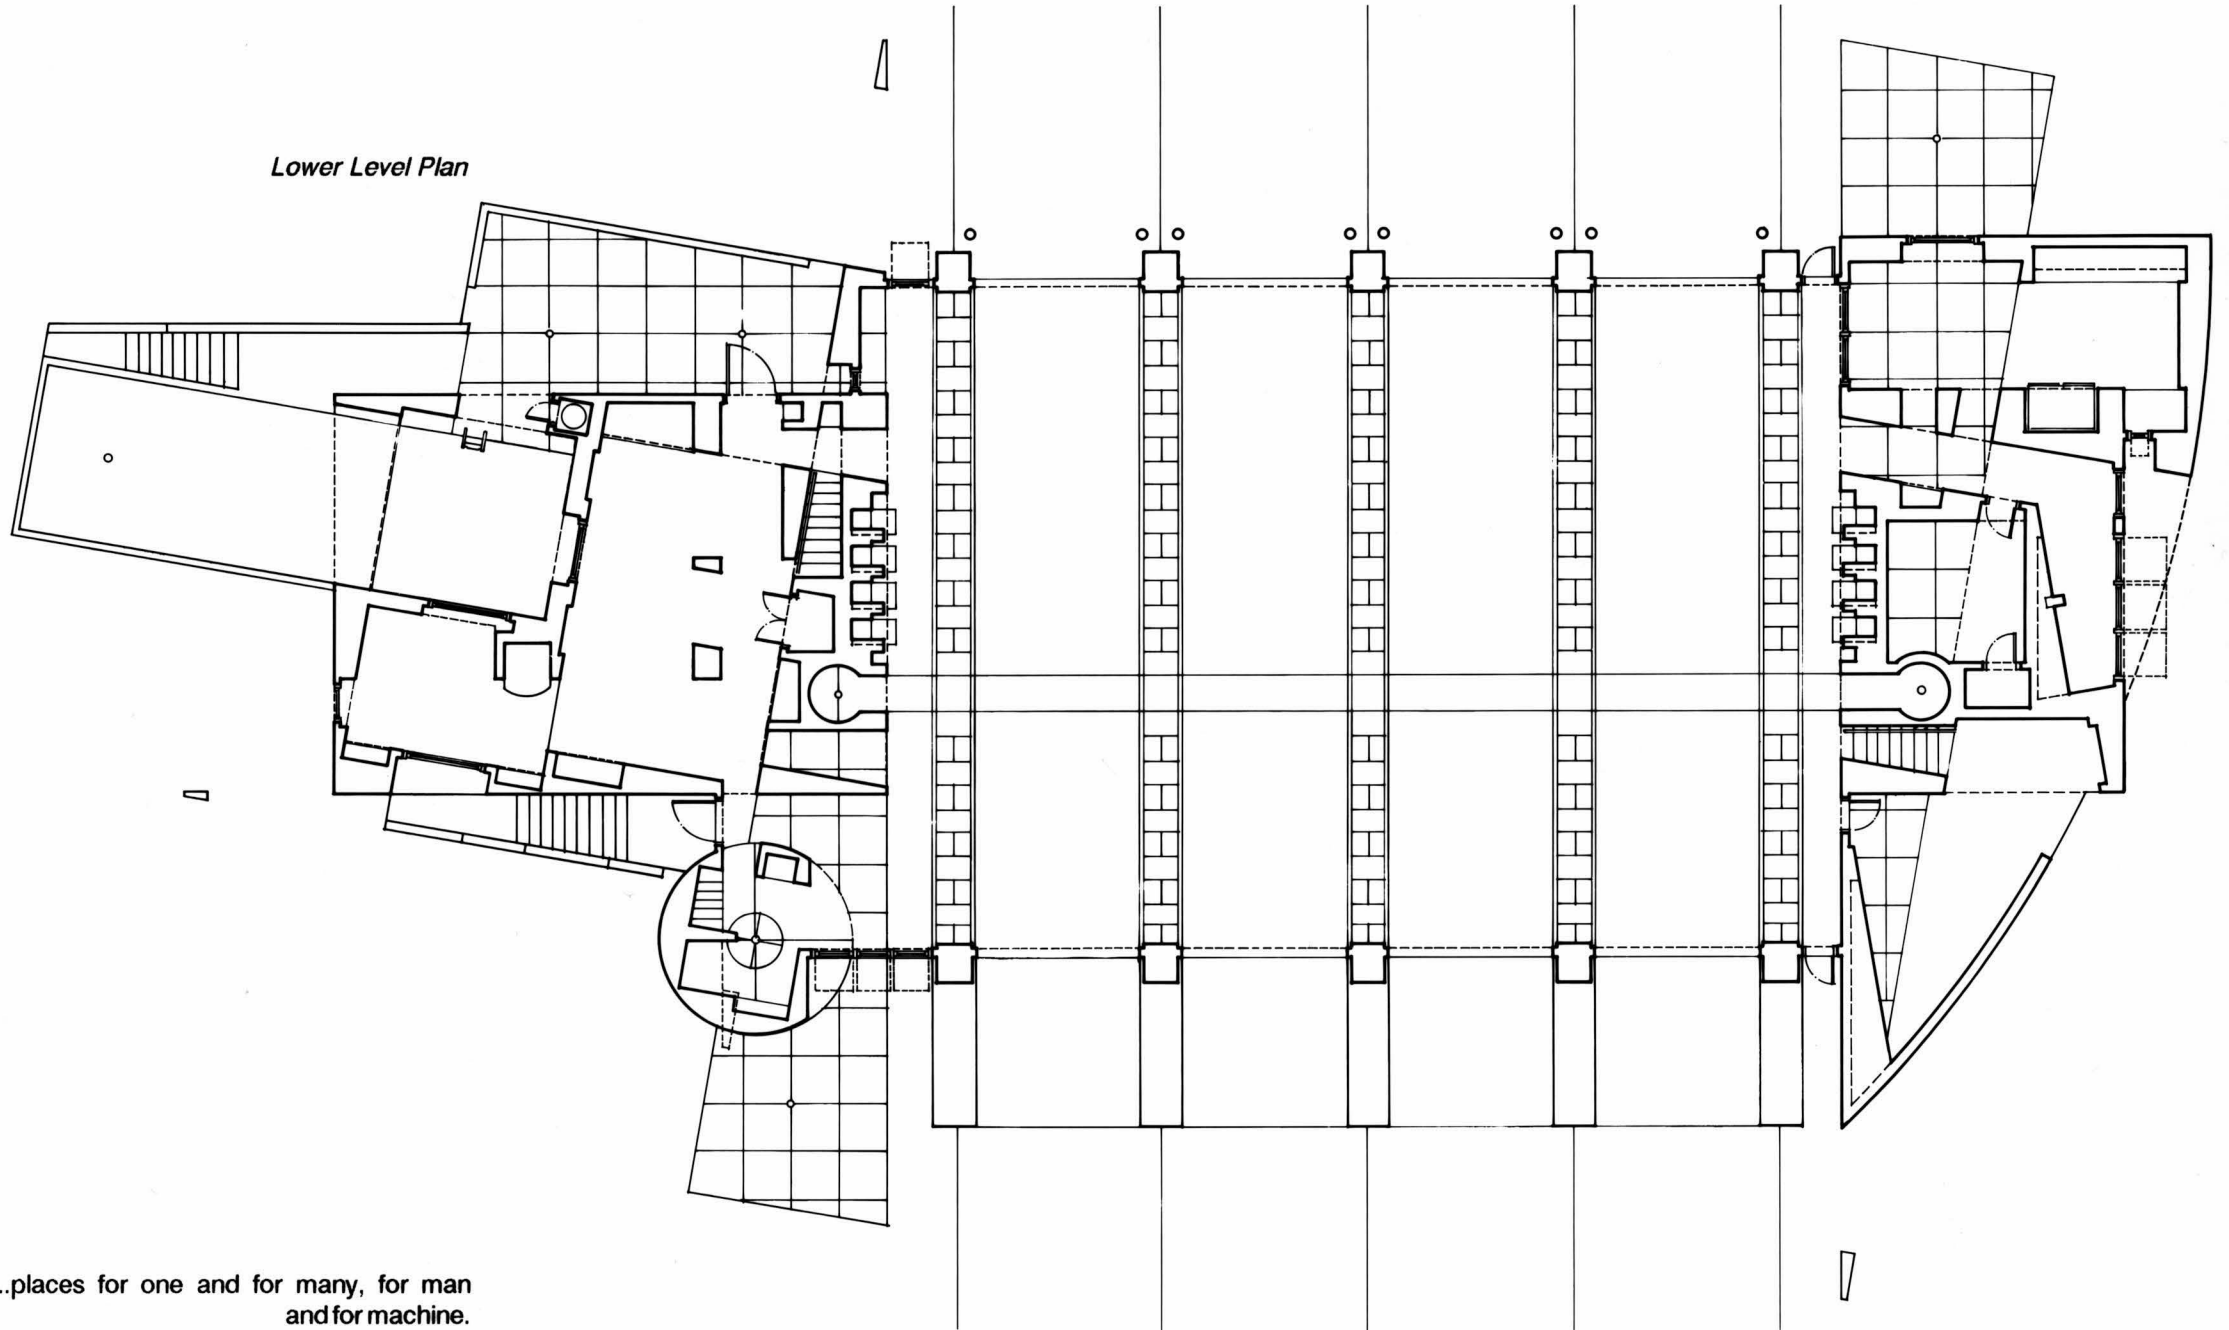 Lower Level Plan
..places for one and for many, for man
and for machine.